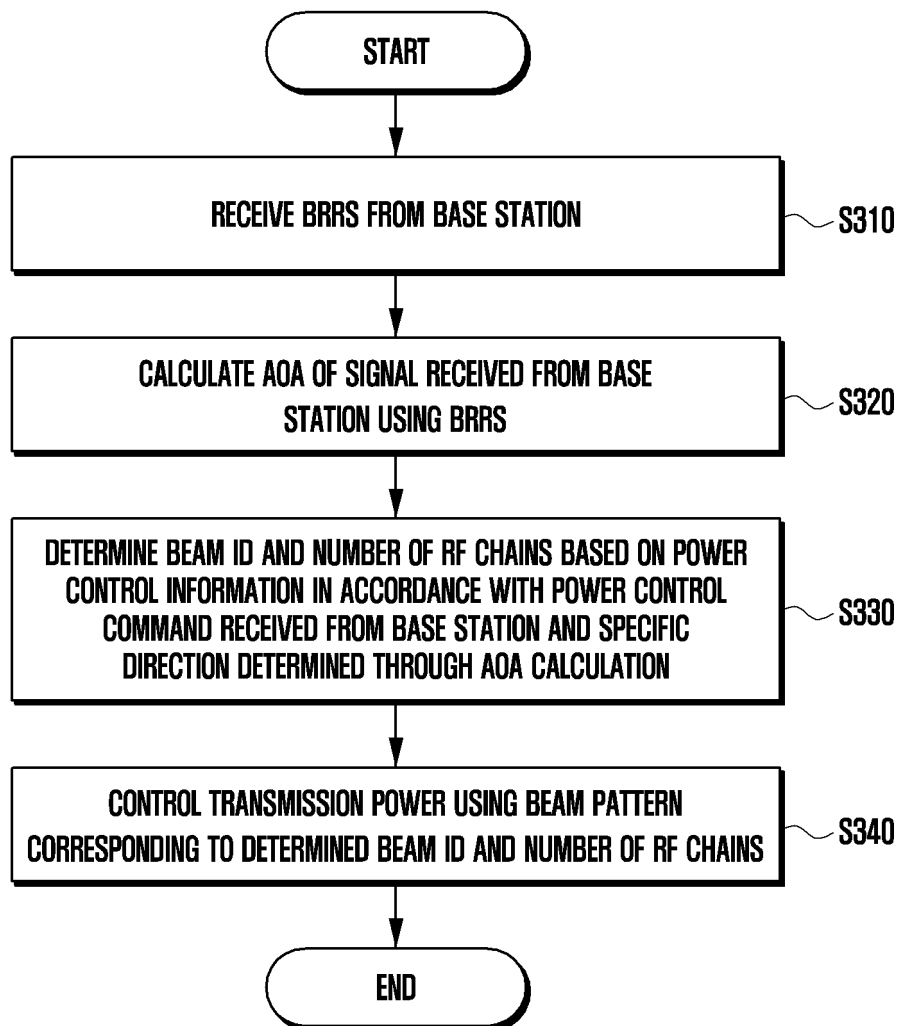 START
RECEIVE BRRS FROM BASE STATION
S310
CALCULATE AOA OF SIGNAL RECEIVED FROM BASE
STATION USING BRRS
S320
DETERMINE BEAM ID AND NUMBER OF RF CHAINS BASED ON POWER
CONTROL INFORMATION IN ACCORDANCE WITH POWER CONTROL
COMMAND RECEIVED FROM BASE STATION AND SPECIFIC
DIRECTION DETERMINED THROUGH AOA CALCULATION
S330
CONTROL TRANSMISSION POWER USING BEAM PATTERN
CORRESPONDING TO DETERMINED BEAM ID AND NUMBER OF RF CHAINS
S340
END